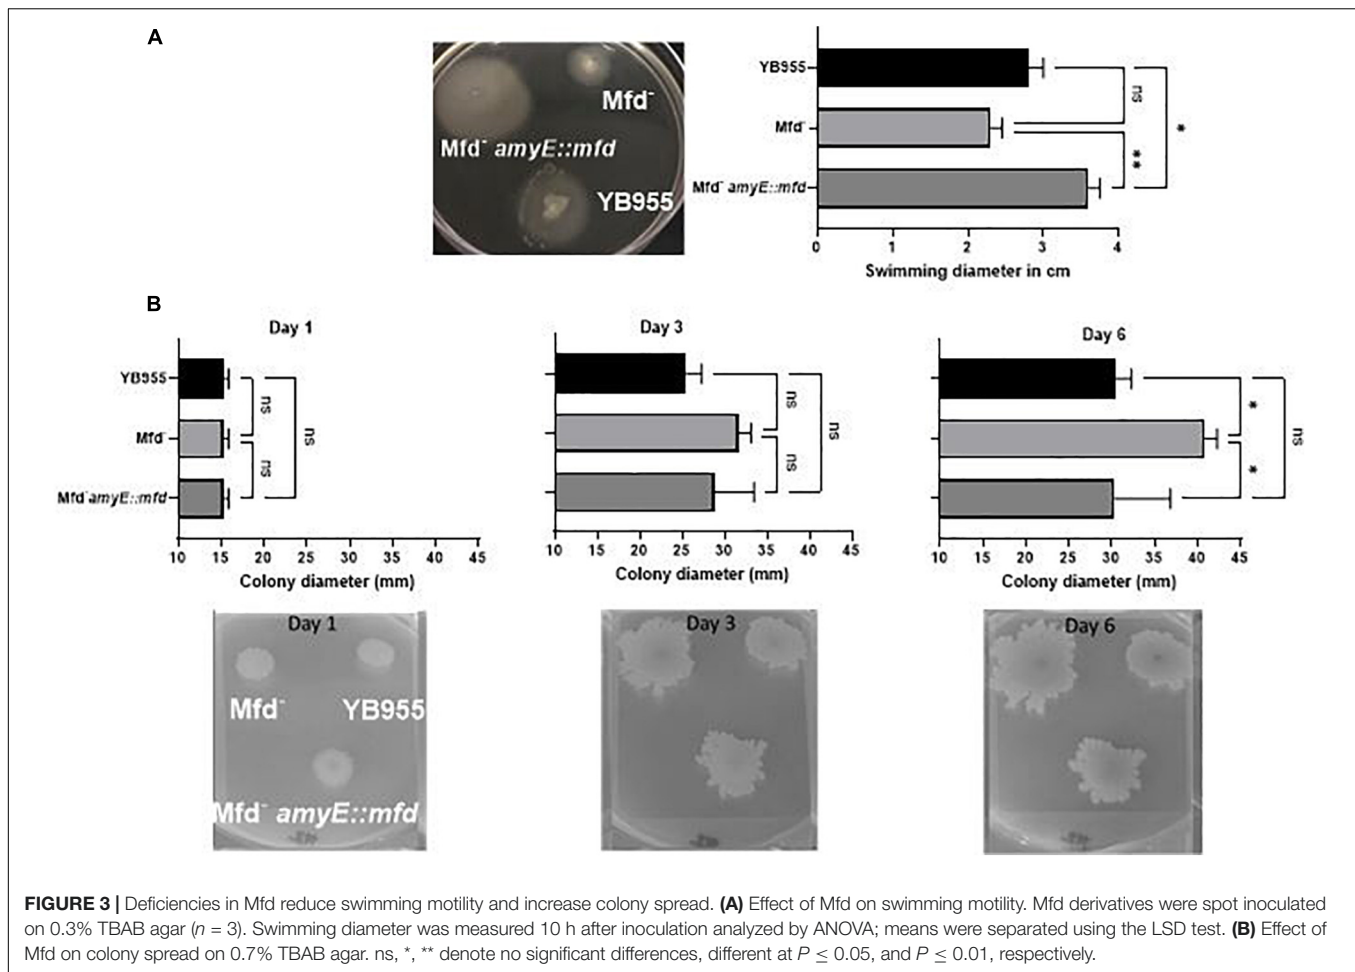 A
Mfd-
Mfd- amyE::mfd
YB955
YB955
Mfd-
Mfd- amyE::mfd
ns
**
*
0 1 2 3 4
Swimming diameter in cm
B
Day 1
YB955
Mfd-
Mfd- amyE::mfd
ns
ns
ns
10 15 20 25 30 35 40 45
Colony diameter (mm)
Day 3
ns
ns
ns
10 15 20 25 30 35 40 45
Colony diameter (mm)
Day 6
*
*
ns
10 15 20 25 30 35 40 45
Colony diameter (mm)
Day 1
Mfd- YB955
Mfd- amyE::mfd
Day 3
Day 6
FIGURE 3 | Deficiencies in Mfd reduce swimming motility and increase colony spread. (A) Effect of Mfd on swimming motility. Mfd derivatives were spot inoculated
on 0.3% TBAB agar (n = 3). Swimming diameter was measured 10 h after inoculation analyzed by ANOVA; means were separated using the LSD test. (B) Effect of
Mfd on colony spread on 0.7% TBAB agar. ns, *, ** denote no significant differences, different at P ≤ 0.05, and P ≤ 0.01, respectively.